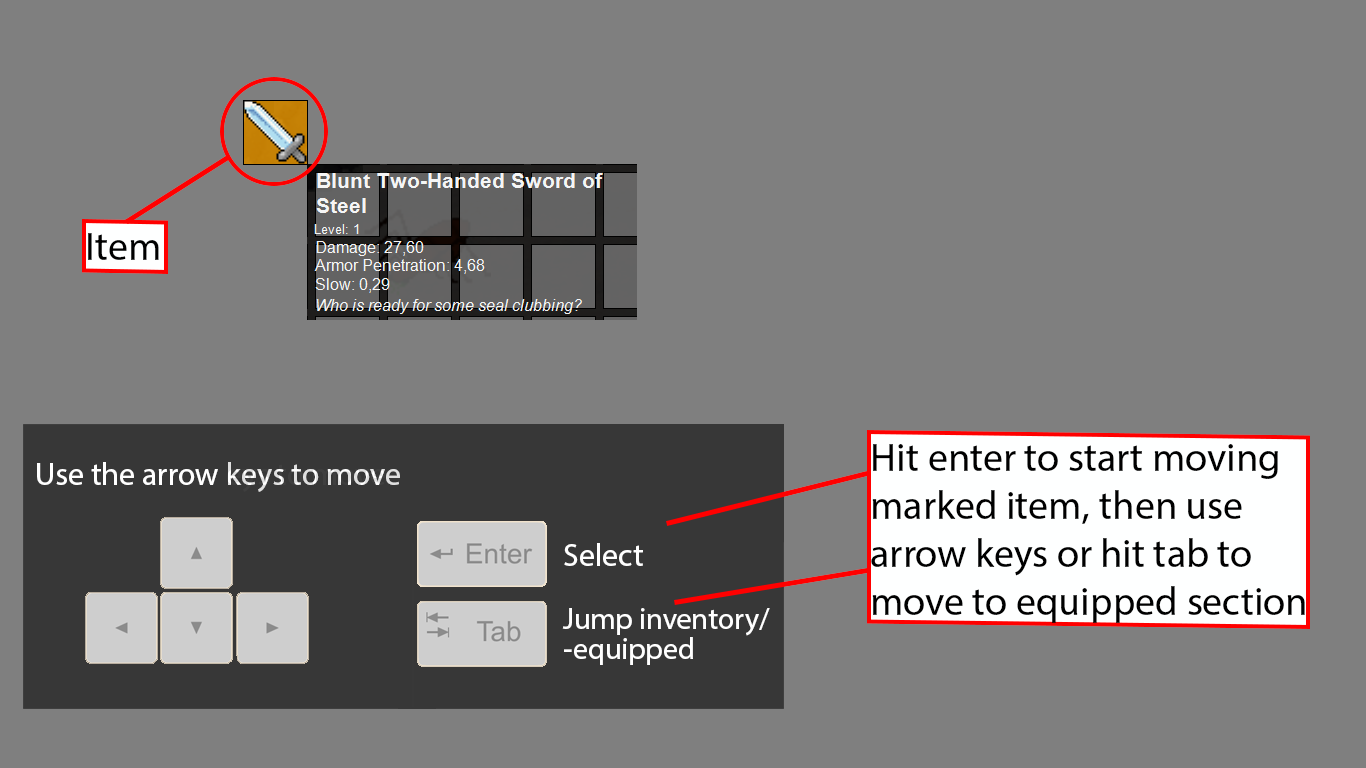 Item
Blunt Two-Handed Sword of
Steel
Level: 1
Damage: 27,60
Armor Penetration: 4,68
Slow: 0,29
Who is ready for some seal clubbing?
Use the arrow keys to move
Enter
Select
Tab
Jump inventory/
-equipped
Hit enter to start moving
marked item, then use
arrow keys or hit tab to
move to equipped section